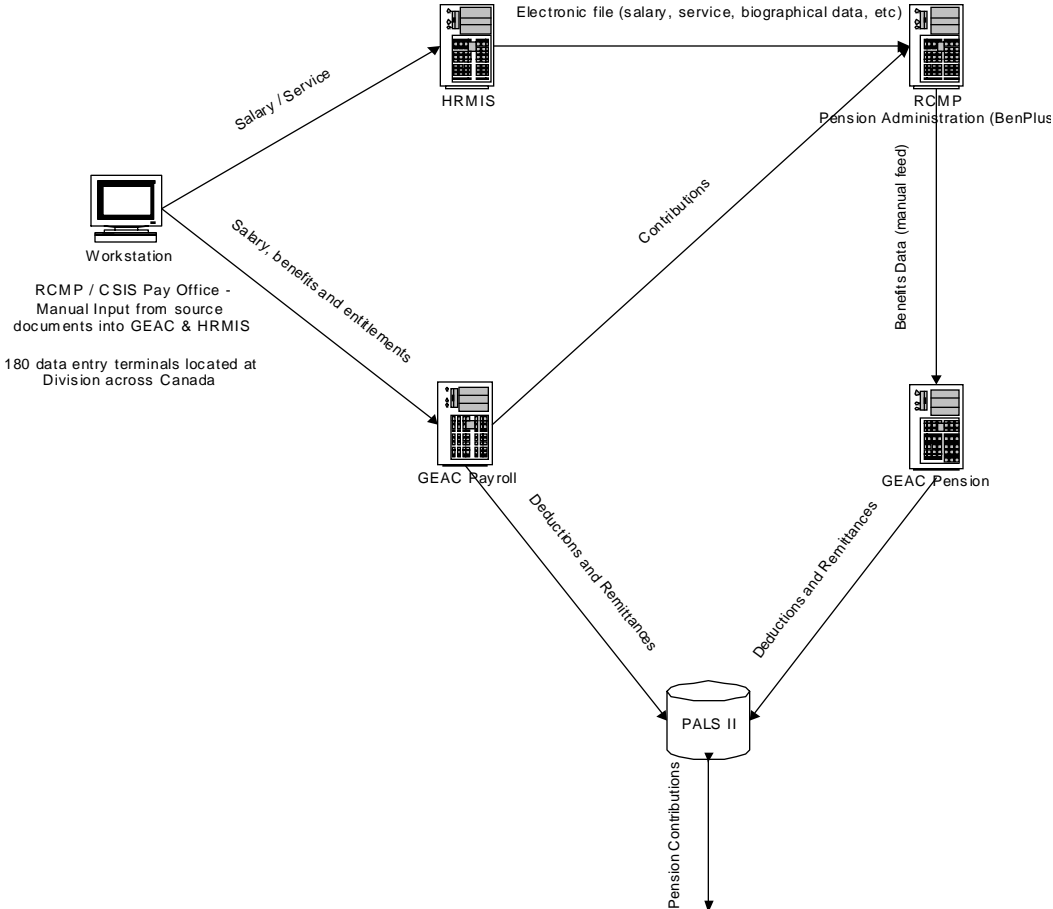 Electronic file (salary, service, biographical data, etc)
HRMIS
RCMP
Pension Administration (BenPlus
Salary / Service
Workstation
RCMP / CSIS Pay Office -
Manual Input from source
documents into GEAC & HRMIS
180 data entry terminals located at
Division across Canada
Salary, benefits and entitlements
Contributions
Benefits Data (manual feed)
GEAC Payroll
GEAC Pension
Deductions and Remittances
Deductions and Remittances
PALS II
Pension Contributions